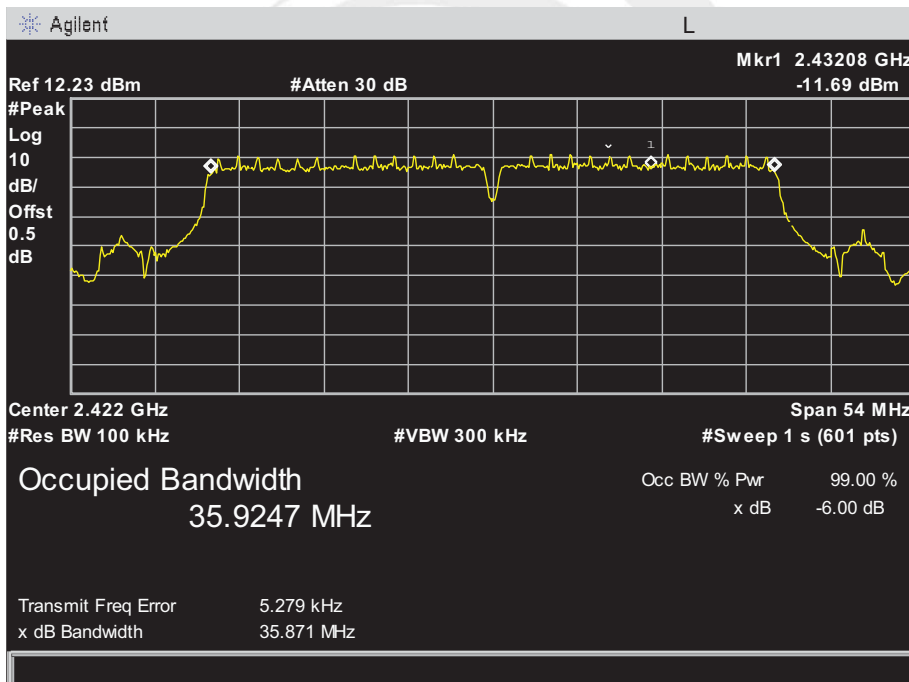 Agilent
L
Mkr1 2.43208 GHz
Ref 12.23 dBm #Atten 30 dB -11.69 dBm
#Peak
Log
10
dB/
Offst
0.5
dB
1
Center 2.422 GHz Span 54 MHz
#Res BW 100 kHz #VBW 300 kHz #Sweep 1 s (601 pts)
Occupied Bandwidth Occ BW % Pwr 99.00 %
35.9247 MHz x dB -6.00 dB
Transmit Freq Error 5.279 kHz
x dB Bandwidth 35.871 MHz